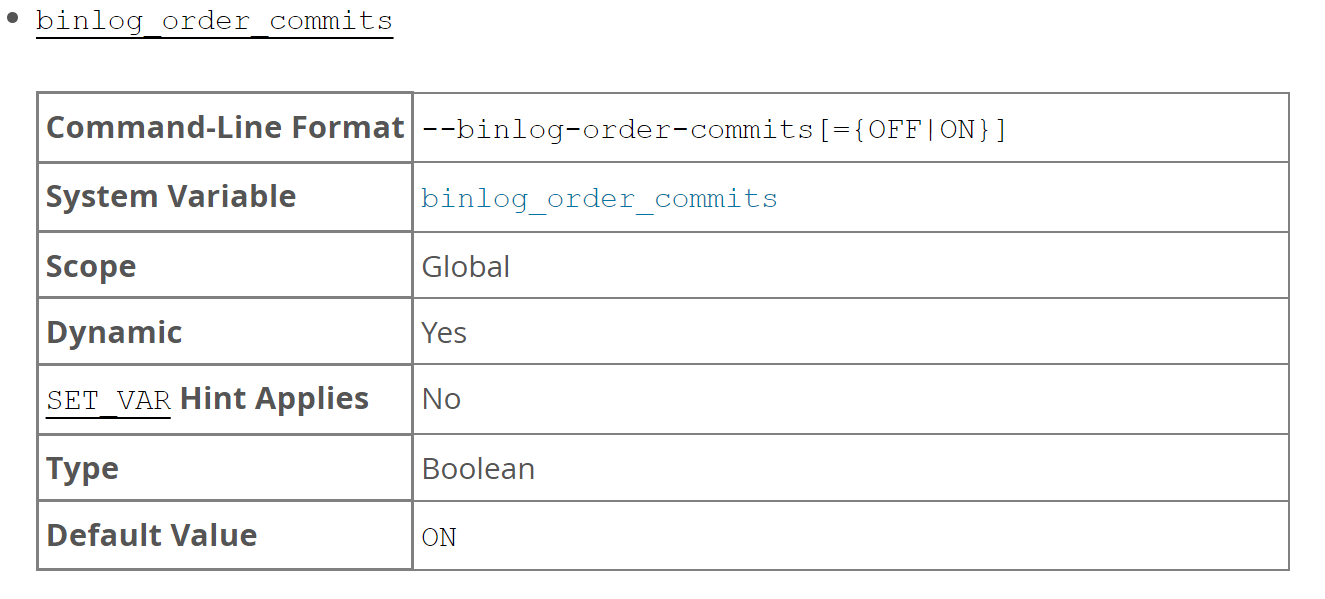 binlog_order_commits
Command-Line Format --binlog-order-commits[={OFF|ON}]
System Variable binlog_order_commits
Scope Global
Dynamic Yes
SET_VAR Hint Applies No
Type Boolean
Default Value ON